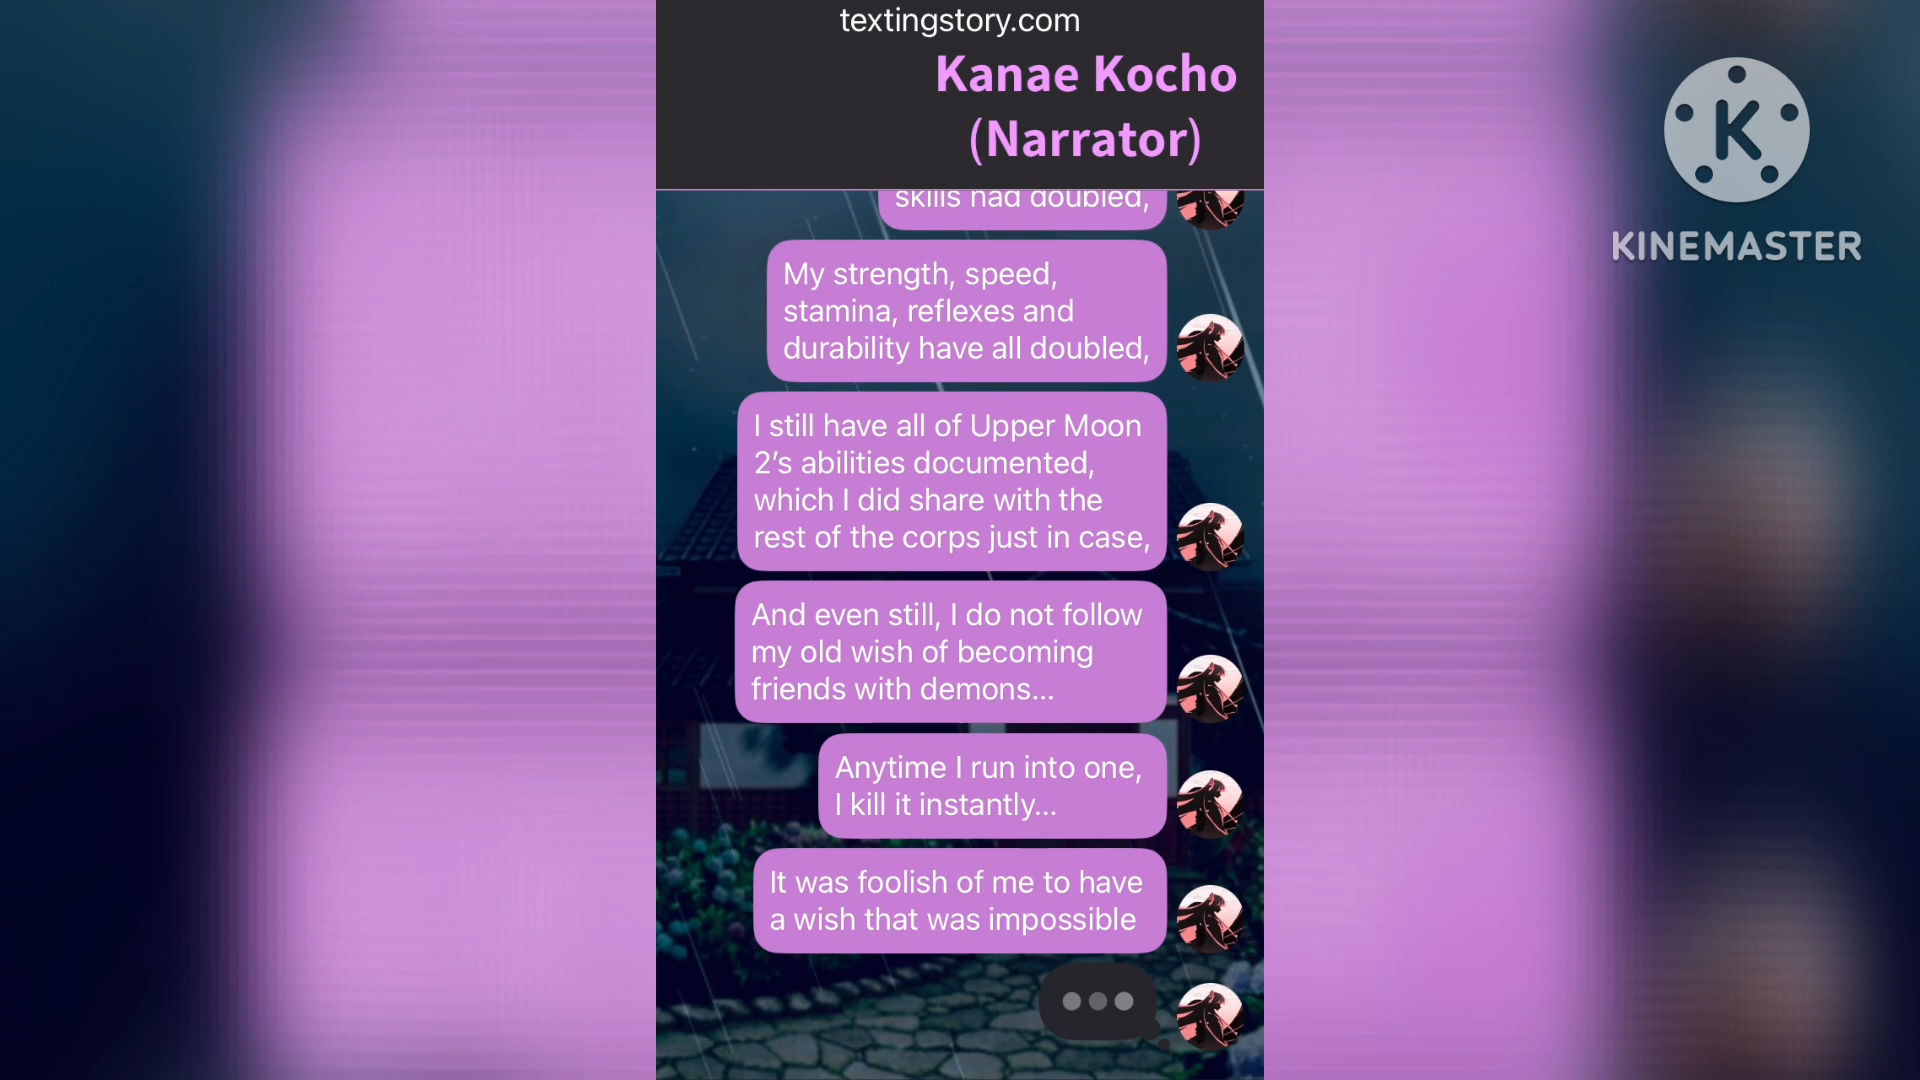 textingstory.com
Kanae Kocho
(Narrator)
skills had doubled,
My strength, speed,
stamina, reflexes and
durability have all doubled,
I still have all of Upper Moon
2’s abilities documented,
which I did share with the
rest of the corps just in case,
And even still, I do not follow
my old wish of becoming
friends with demons...
Anytime I run into one,
I kill it instantly...
It was foolish of me to have
a wish that was impossible
K
KINEMASTER